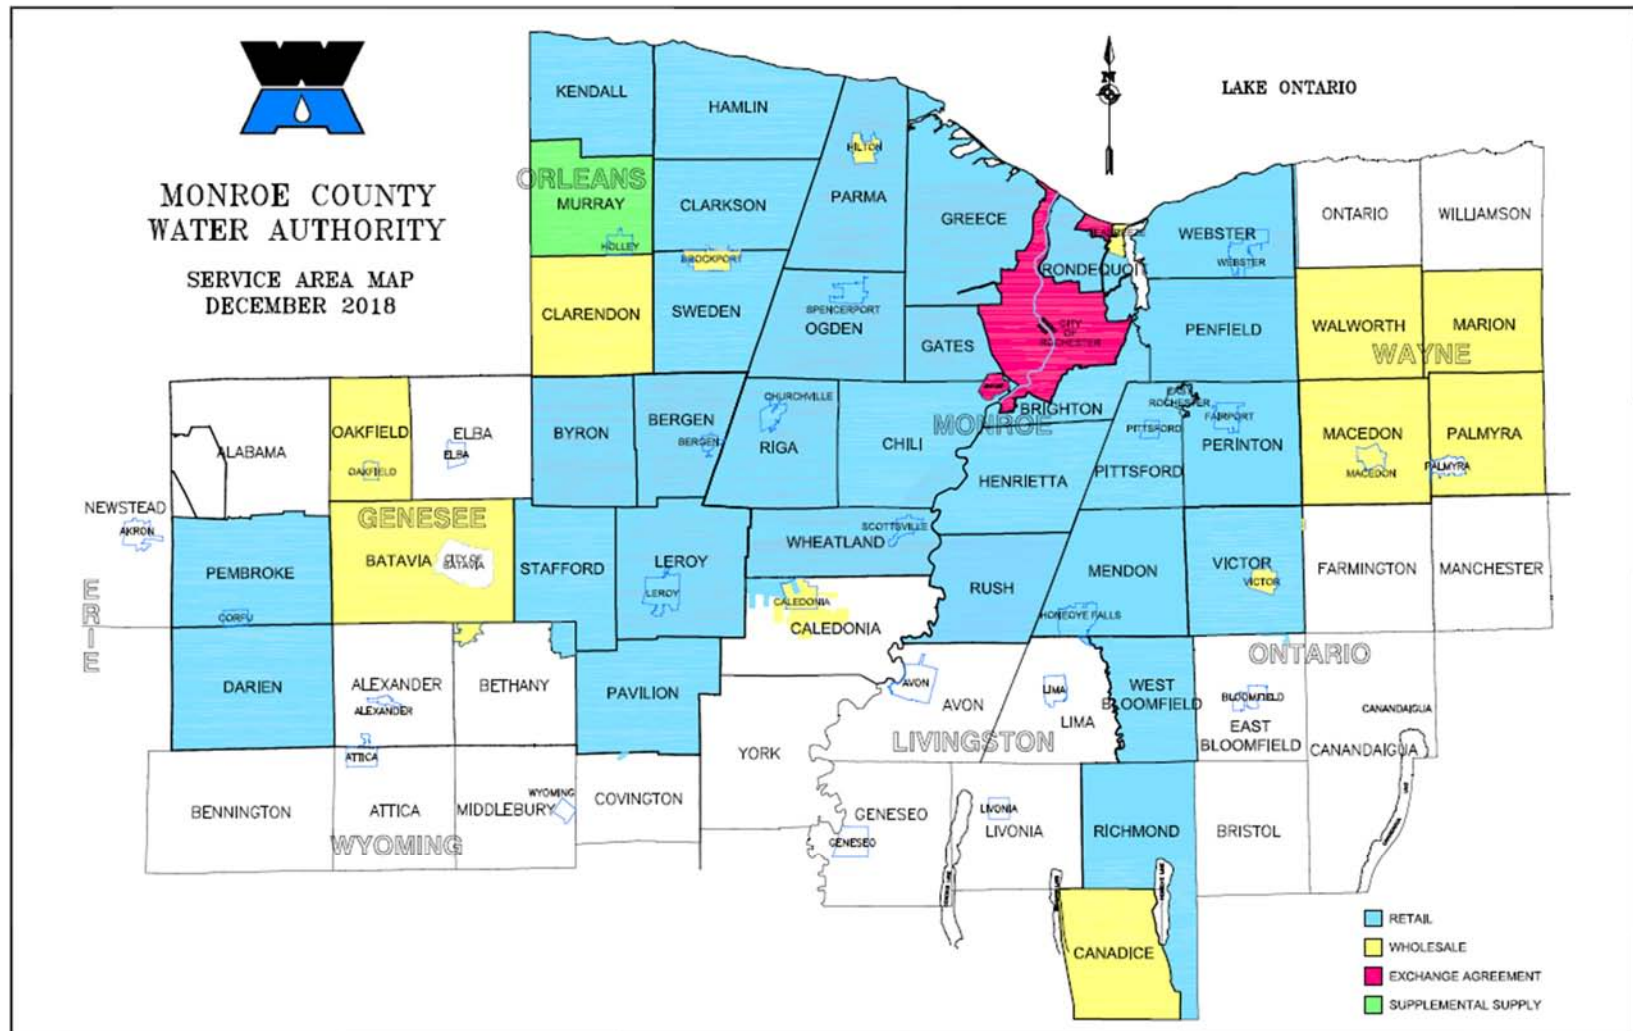 MONROE COUNTY
WATER AUTHORITY
SERVICE AREA MAP
DECEMBER 2018
N
LAKE ONTARIO
KENDALL
HAMLIN
HILTON
PARMA
ORLEANS
MURRAY
HOLLEY
CLARKSON
BROCKPORT
GREECE
WEBSTER
WEBSTER
ONTARIO
WILLIAMSON
CLARENDON
SWEDEN
SPENCERPORT
OGDEN
GATES
IRONDEQUOIT
CITY
OF
ROCHESTER
PENFIELD
WALWORTH
MARION
WAYNE
ALABAMA
OAKFIELD
OAKFIELD
ELBA
ELBA
BYRON
BERGEN
BERGEN
CHURCHVILLE
RIGA
CHILI
MONROE
BRIGHTON
EAST
ROCHESTER
PITTSFORD
PITTSFORD
FAIRPORT
PERINTON
MACEDON
MACEDON
PALMYRA
PALMYRA
HENRIETTA
NEWSTEAD
AKRON
GENESEE
BATAVIA
CITY OF
BATAVIA
STAFFORD
LEROY
LEROY
SCOTTSVILLE
WHEATLAND
PEMBROKE
CORFU
ERIE
CALEDONIA
CALEDONIA
RUSH
MENDON
HONEOYE FALLS
VICTOR
VICTOR
FARMINGTON
MANCHESTER
DARIEN
ALEXANDER
ALEXANDER
BETHANY
PAVILION
AVON
AVON
LIMA
LIMA
LIVINGSTON
WEST
BLOOMFIELD
ONTARIO
BLOOMFIELD
EAST
BLOOMFIELD
CANANDAIGUA
CANANDAIGUA
YORK
ATTICA
BENNINGTON
ATTICA
WYOMING
MIDDLEBURY
COVINGTON
WYOMING
GENESEO
GENESEO
LIVONIA
LIVONIA
RICHMOND
BRISTOL
CANADICE
RETAIL
WHOLESALE
EXCHANGE AGREEMENT
SUPPLEMENTAL SUPPLY